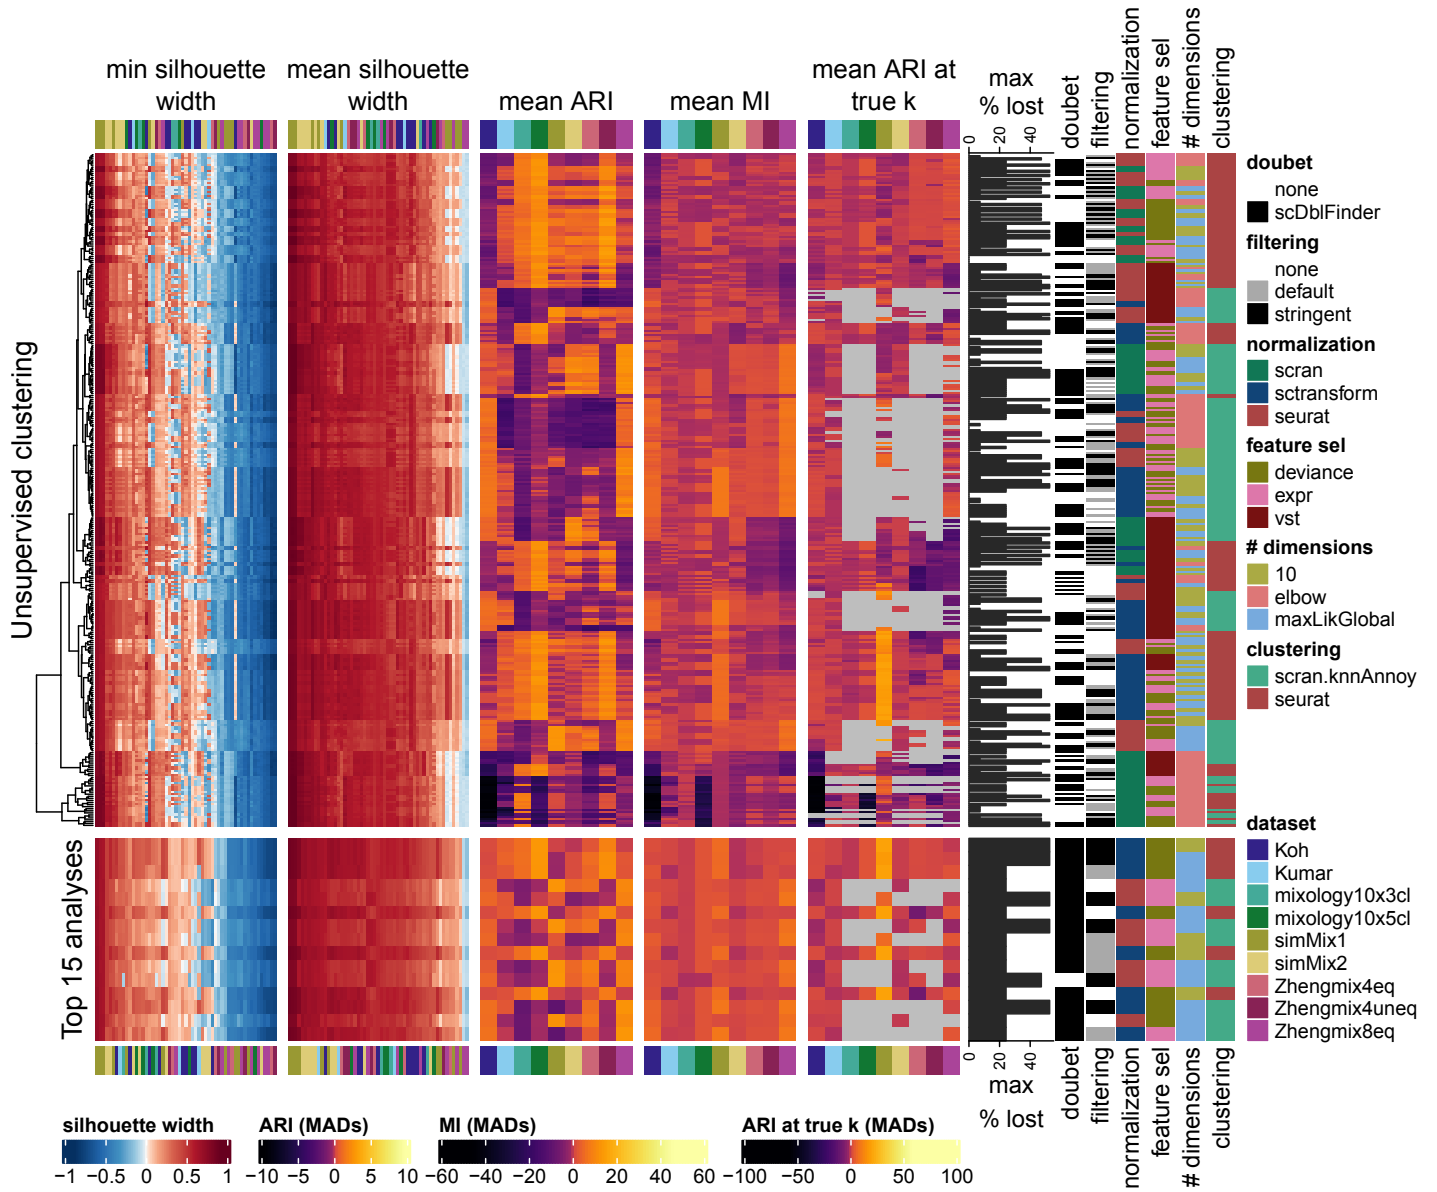 min silhouette
width
mean silhouette
width
mean ARI
mean MI
mean ARI at
true k
max
% lost
0
20
40
doubet
filtering
normalization
feature sel
# dimensions
clustering
Unsupervised clustering
Top 15 analyses
doubet
none
scDblFinder
filtering
none
default
stringent
normalization
scran
sctransform
seurat
feature sel
deviance
expr
vst
# dimensions
10
elbow
maxLikGlobal
clustering
scran.knnAnnoy
seurat
dataset
Koh
Kumar
mixology10x3cl
mixology10x5cl
simMix1
simMix2
Zhengmix4eq
Zhengmix4uneq
Zhengmix8eq
0
20
40
max
% lost
doubet
filtering
normalization
feature sel
# dimensions
clustering
silhouette width
−1 −0.5 0 0.5 1
ARI (MADs)
−10 −5 0 5 10
MI (MADs)
−60 −40 −20 0 20 40 60
ARI at true k (MADs)
−100 −50 0 50 100